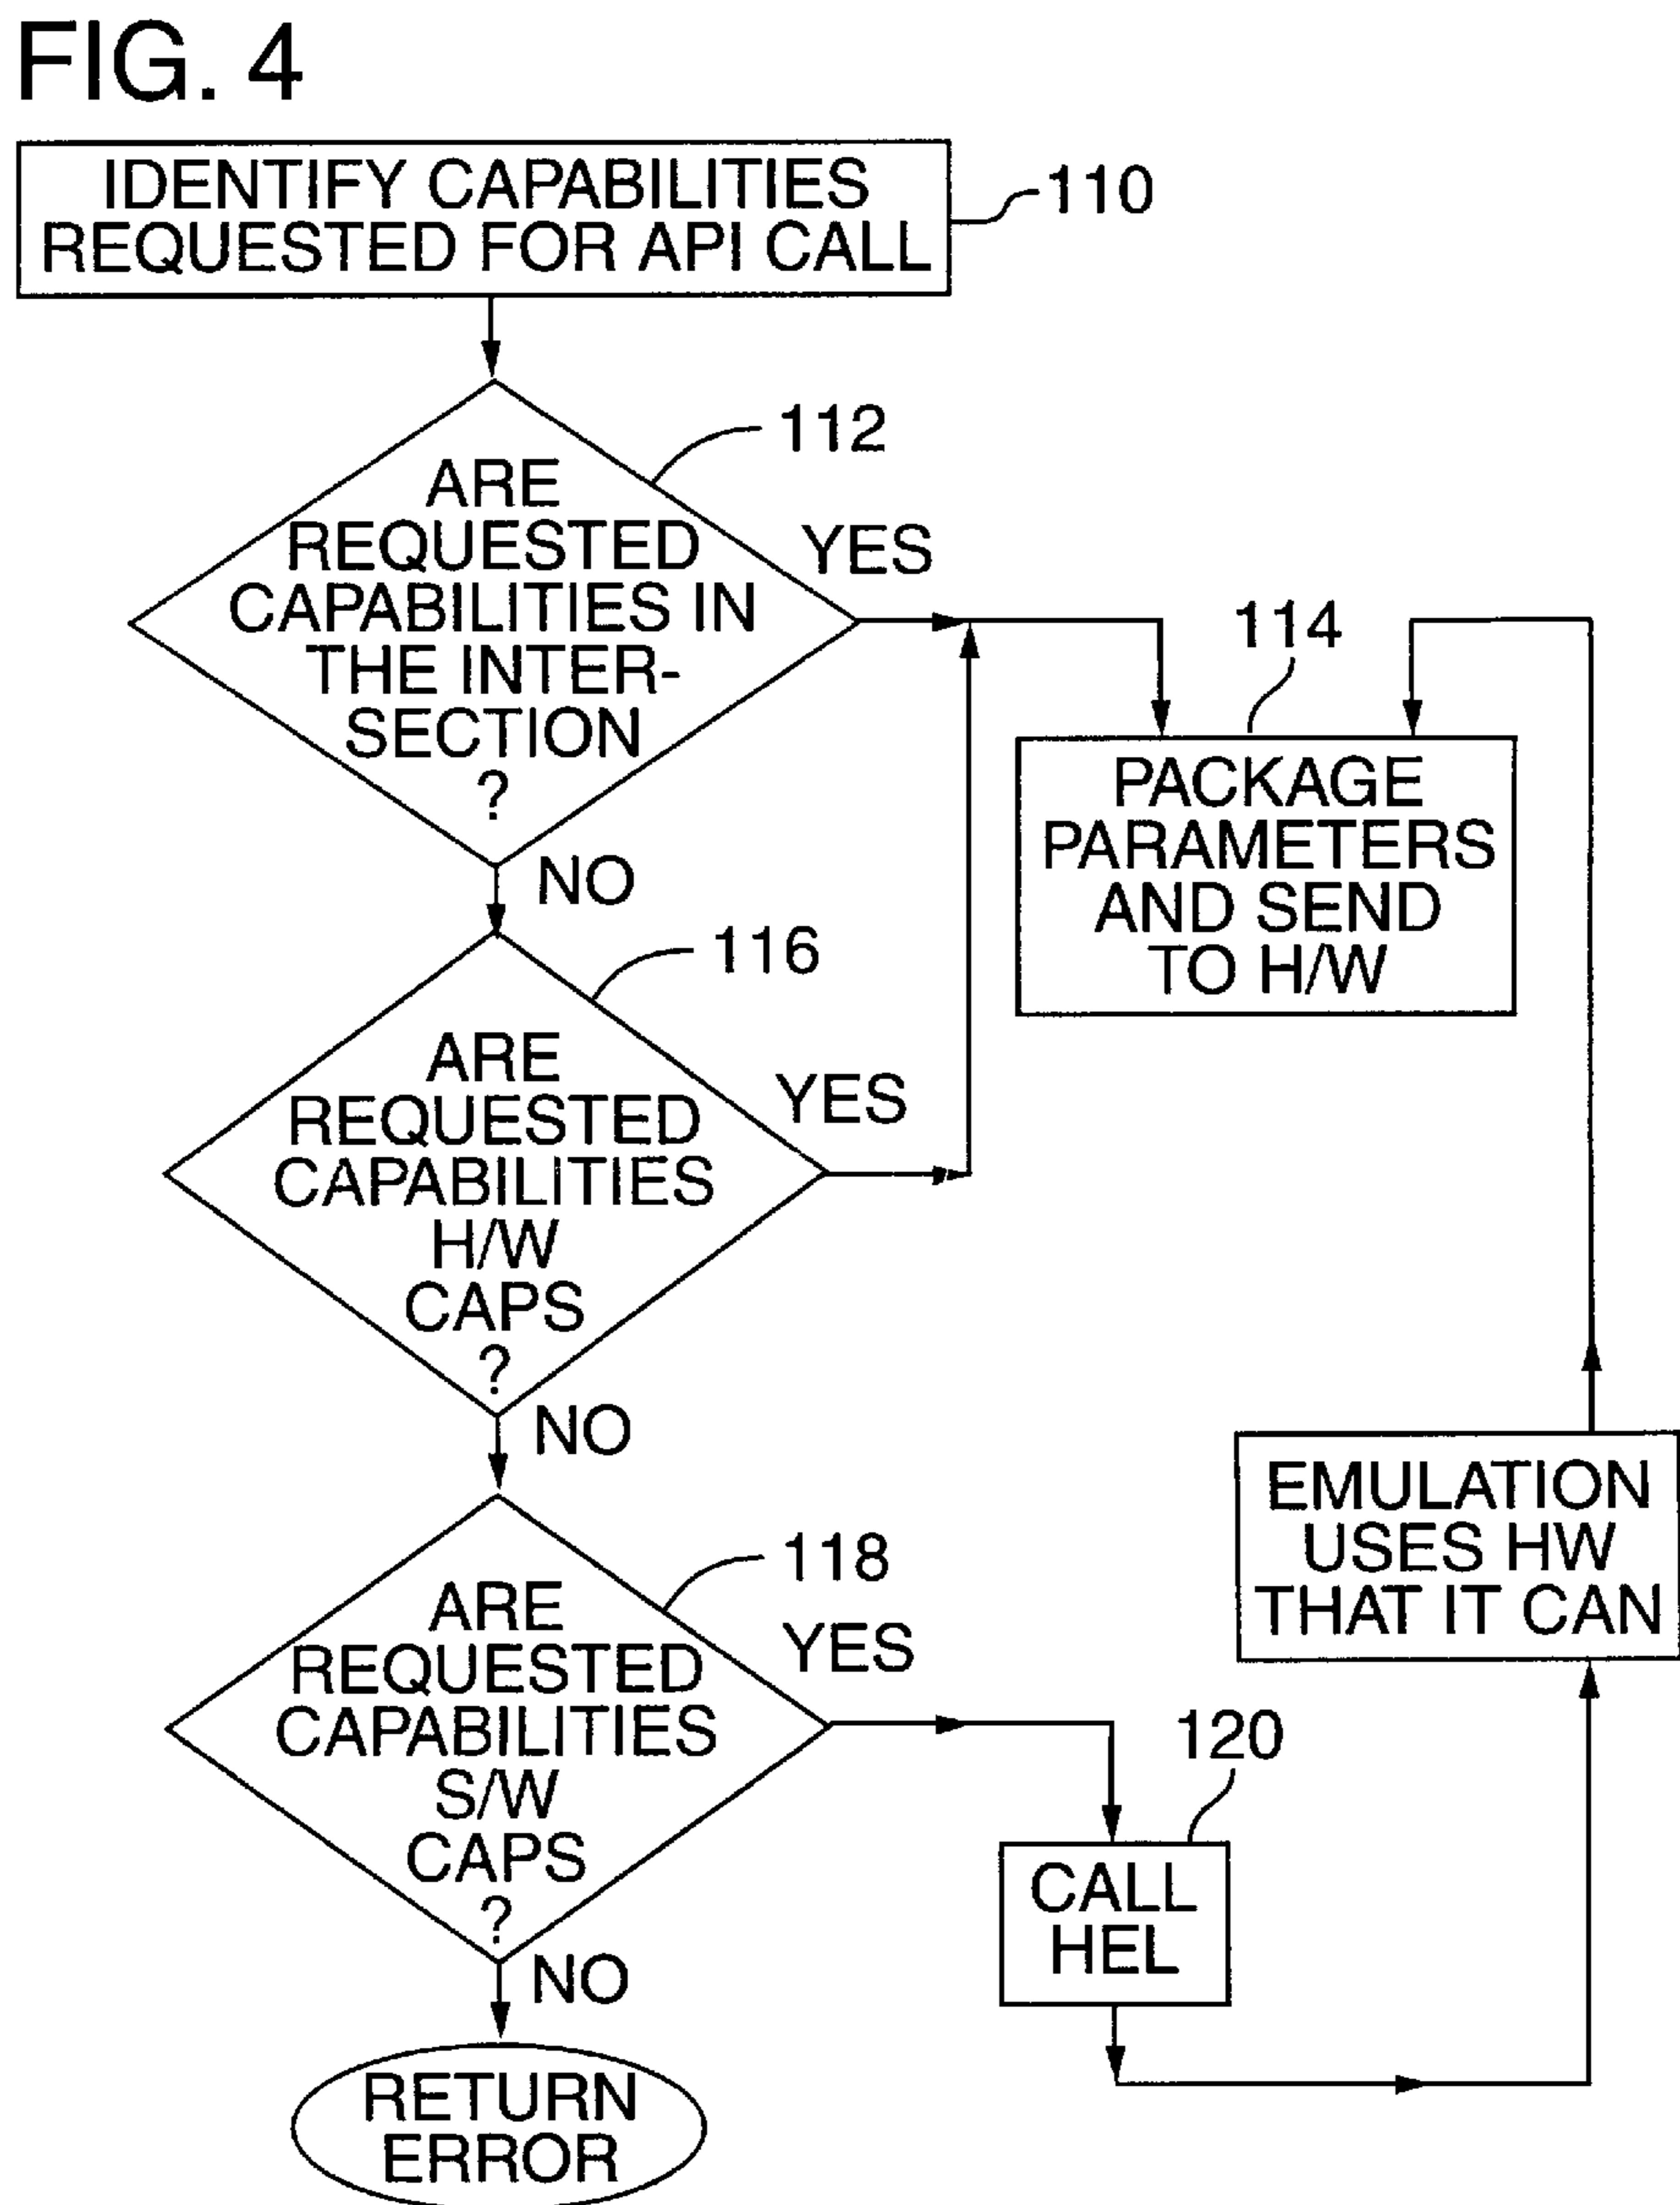 FIG. 4
IDENTIFY CAPABILITIES
REQUESTED FOR API CALL
110
112
ARE
REQUESTED
CAPABILITIES IN
THE INTER-
SECTION
?
YES
NO
114
PACKAGE
PARAMETERS
AND SEND
TO H/W
116
ARE
REQUESTED
CAPABILITIES
H/W
CAPS
?
YES
NO
118
ARE
REQUESTED
CAPABILITIES
S/W
CAPS
?
YES
NO
EMULATION
USES HW
THAT IT CAN
120
CALL
HEL
RETURN
ERROR